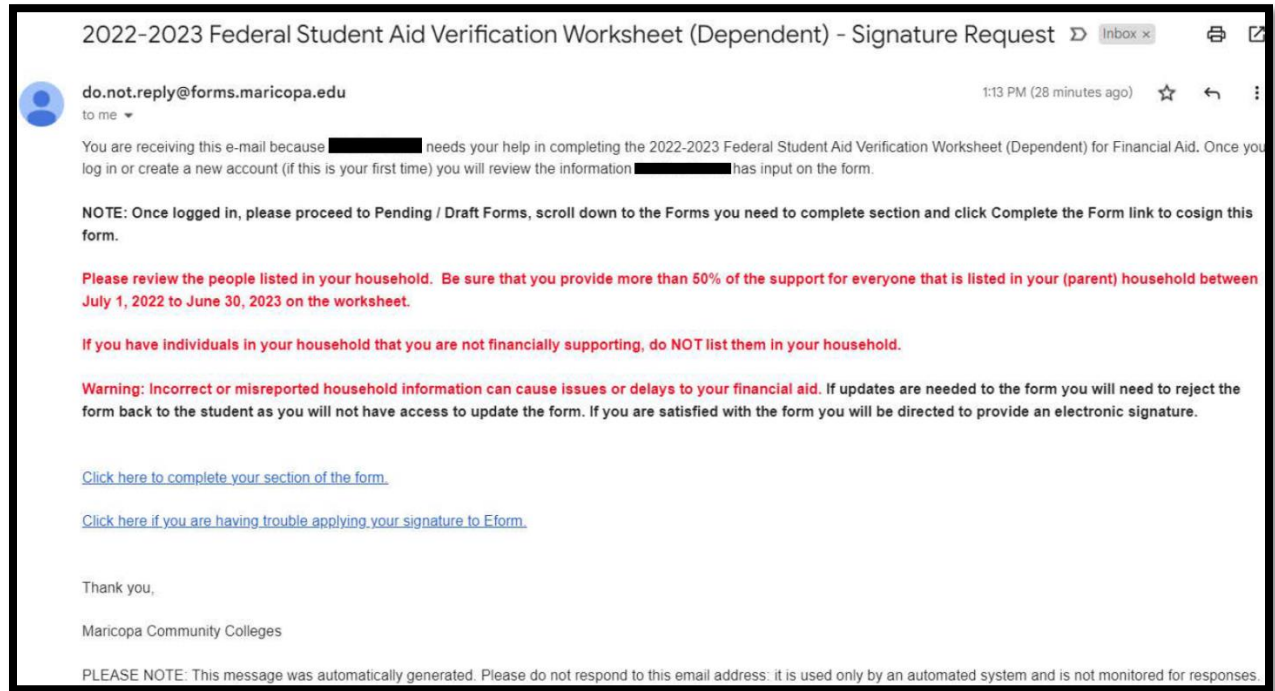 2022-2023 Federal Student Aid Verification Worksheet (Dependent) - Signature Request Inbox ×
do.not.reply@forms.maricopa.edu 1:13 PM (28 minutes ago)
to me
You are receiving this e-mail because needs your help in completing the 2022-2023 Federal Student Aid Verification Worksheet (Dependent) for Financial Aid. Once you
log in or create a new account (if this is your first time) you will review the information has input on the form.
NOTE: Once logged in, please proceed to Pending / Draft Forms, scroll down to the Forms you need to complete section and click Complete the Form link to cosign this
form.
Please review the people listed in your household. Be sure that you provide more than 50% of the support for everyone that is listed in your (parent) household between
July 1, 2022 to June 30, 2023 on the worksheet.
If you have individuals in your household that you are not financially supporting, do NOT list them in your household.
Warning: Incorrect or misreported household information can cause issues or delays to your financial aid. If updates are needed to the form you will need to reject the
form back to the student as you will not have access to update the form. If you are satisfied with the form you will be directed to provide an electronic signature.
Click here to complete your section of the form.
Click here if you are having trouble applying your signature to Eform.
Thank you,
Maricopa Community Colleges
PLEASE NOTE: This message was automatically generated. Please do not respond to this email address: it is used only by an automated system and is not monitored for responses.